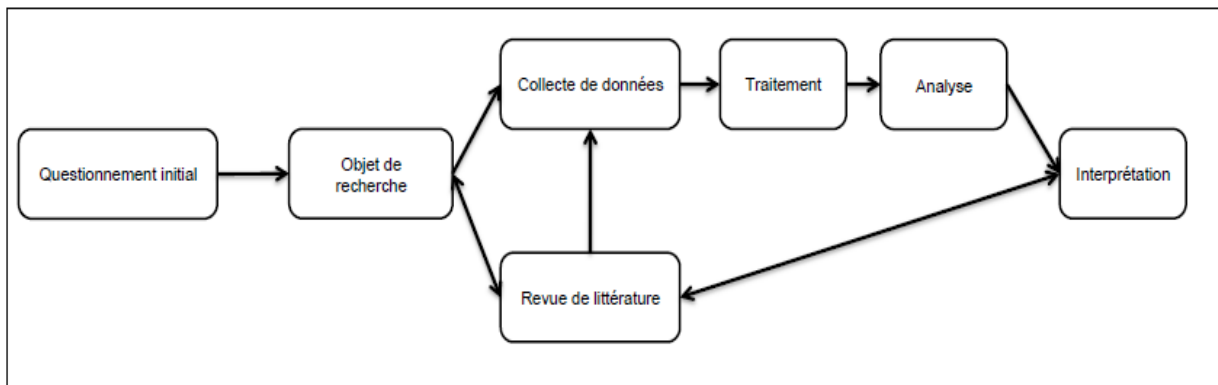 Questionnement initial
Objet de
recherche
Collecte de données
Traitement
Analyse
Interprétation
Revue de littérature